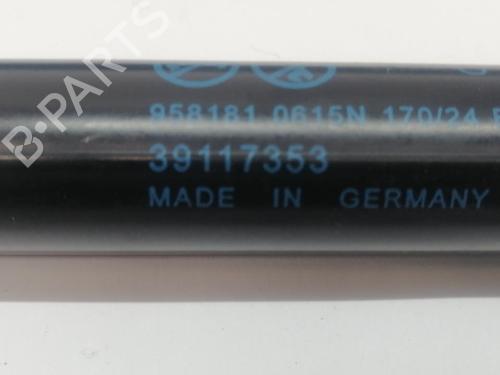 958181 0615N 170/24
39117353
MADE IN GERMANY
B-PARTS